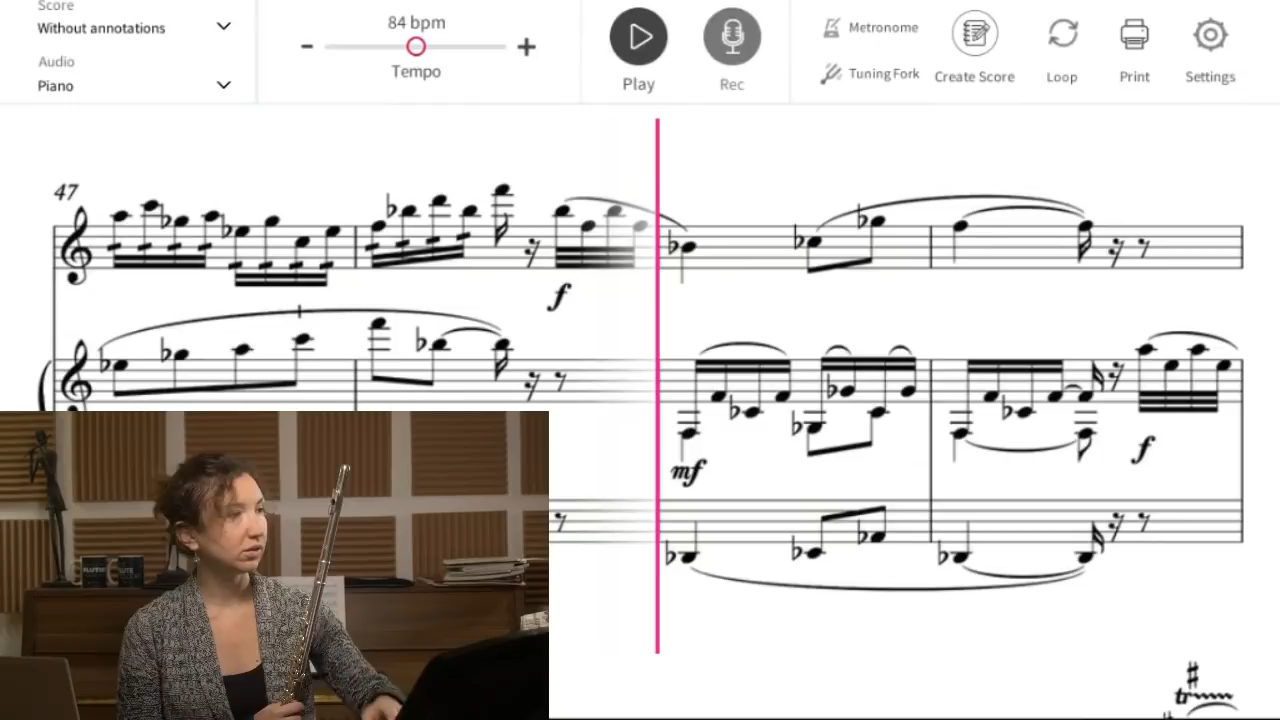 Score
Without annotations
Audio
Piano
84 bpm
Tempo
Play
Rec
Metronome
Tuning Fork
Create Score
Loop
Print
Settings
47
f
mf
f
tr